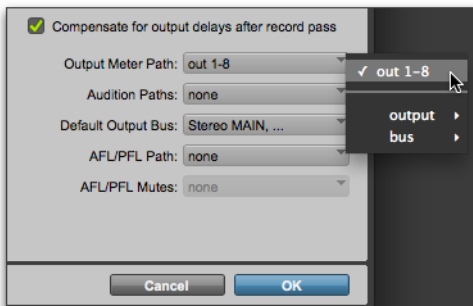 Compensate for output delays after record pass
Output Meter Path: out 1-8
✓ out 1-8
Audition Paths: none
output
Default Output Bus: Stereo MAIN, ...
bus
AFL/PFL Path: none
AFL/PFL Mutes: none
Cancel OK